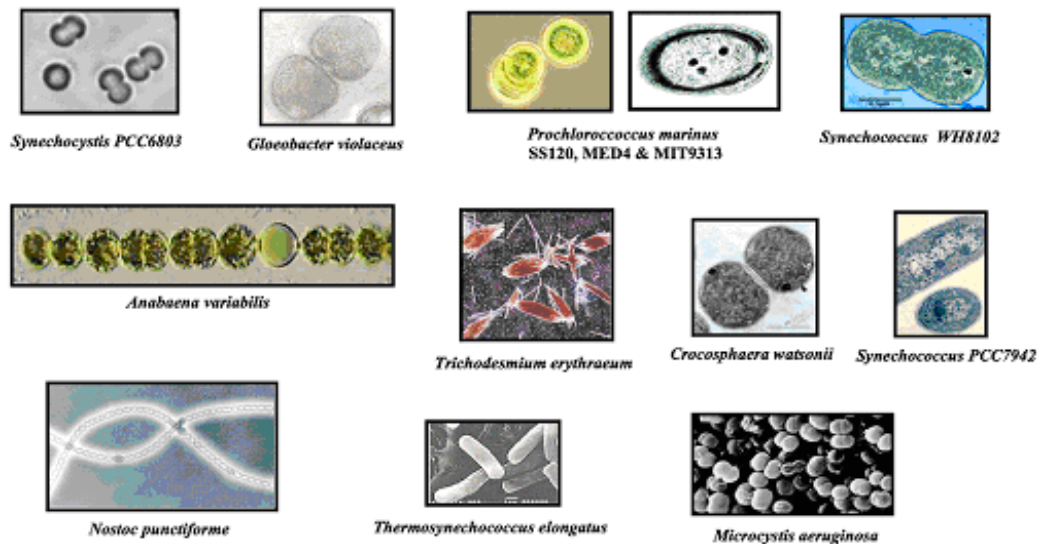 Synechocystis PCC6803
Gloeobacter violaceus
Prochloroccoccus marinus
SS120, MED4 & MIT9313
Synechococcus WH8102
Anabaena variabilis
Trichodesmium erythraeum
Crocosphaera watsonii
Synechococcus PCC7942
Nostoc punctiforme
Thermosynechococcus elongatus
Microcystis aeruginosa